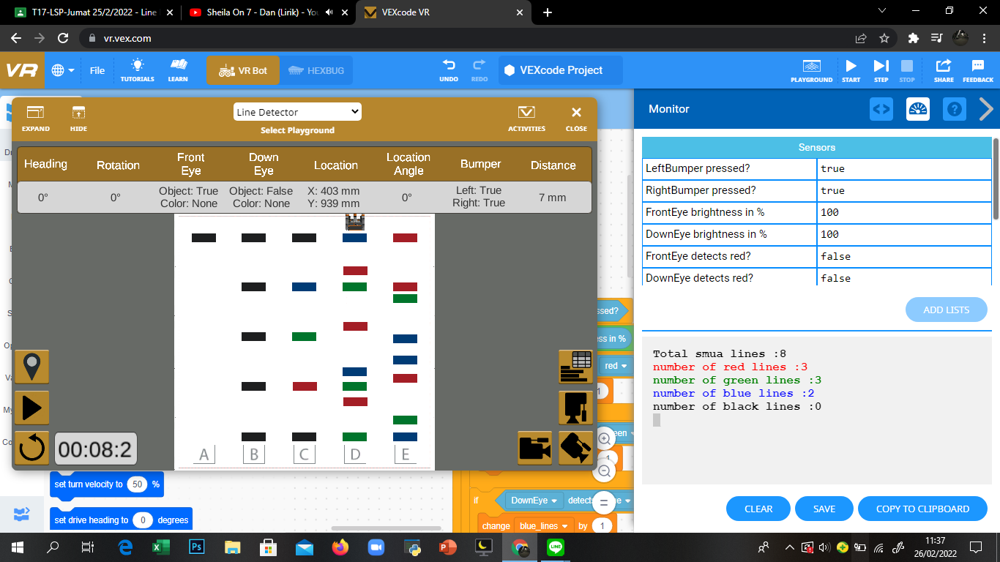 T17-LSP-Jumat 25/2/2022 - Line
Sheila On 7 - Dan (Lirik) - Yo
VEXcode VR
vr.vex.com
VR
File
TUTORIALS
LEARN
VR Bot
HEXBUG
UNDO
REDO
VEXcode Project
PLAYGROUND
START
STEP
STOP
SHARE
FEEDBACK
EXPAND
HIDE
Line Detector
Select Playground
ACTIVITIES
CLOSE
Heading Rotation Front Eye Down Eye Location Location Angle Bumper Distance
0° 0° Object: True Object: False X: 403 mm 0° Left: True 7 mm
Color: None Color: None Y: 939 mm Right: True
A B C D E
00:08:2
set turn velocity to 50 %
set drive heading to 0 degrees
ssed?
ss in %
red
1
een
1
if DownEye detects
change blue_lines by 1
Monitor
Sensors
LeftBumper pressed? true
RightBumper pressed? true
FrontEye brightness in % 100
DownEye brightness in % 100
FrontEye detects red? false
DownEye detects red? false
ADD LISTS
Total smua lines :8
number of red lines :3
number of green lines :3
number of blue lines :2
number of black lines :0
CLEAR
SAVE
COPY TO CLIPBOARD
11:37
26/02/2022